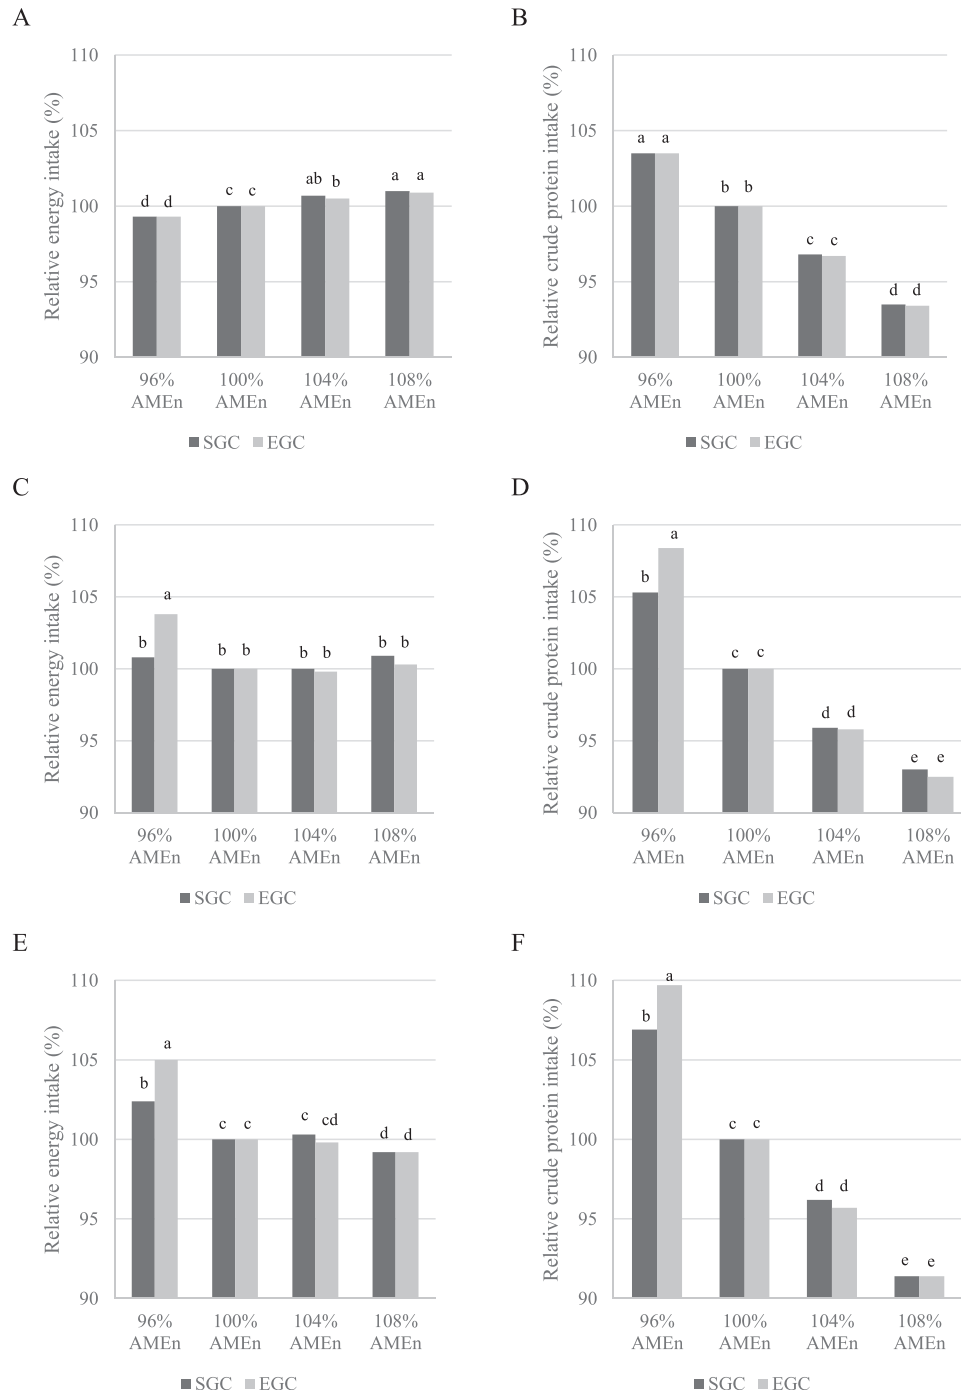 A
Relative energy intake (%)
110
105
100
95
90
d d
c c
ab b
a a
96% AMEn
100% AMEn
104% AMEn
108% AMEn
SGC EGC
B
Relative crude protein intake (%)
110
105
100
95
90
a a
b b
c c
d d
96% AMEn
100% AMEn
104% AMEn
108% AMEn
SGC EGC
C
Relative energy intake (%)
110
105
100
95
90
b a
b b
b b
b b
96% AMEn
100% AMEn
104% AMEn
108% AMEn
SGC EGC
D
Relative crude protein intake (%)
110
105
100
95
90
b a
c c
d d
e e
96% AMEn
100% AMEn
104% AMEn
108% AMEn
SGC EGC
E
Relative energy intake (%)
110
105
100
95
90
b a
c c
c cd
d d
96% AMEn
100% AMEn
104% AMEn
108% AMEn
SGC EGC
F
Relative crude protein intake (%)
110
105
100
95
90
b a
c c
d d
e e
96% AMEn
100% AMEn
104% AMEn
108% AMEn
SGC EGC